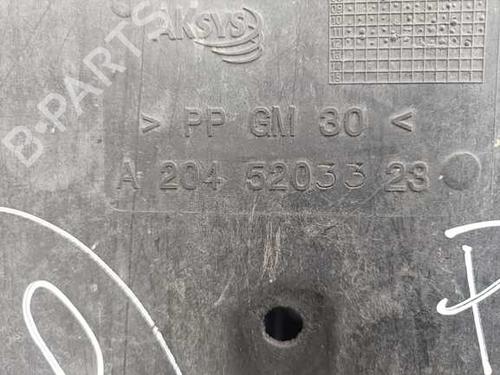 AKSYS
> PP GM 30 <
A 204 52033 23
B-PARTS